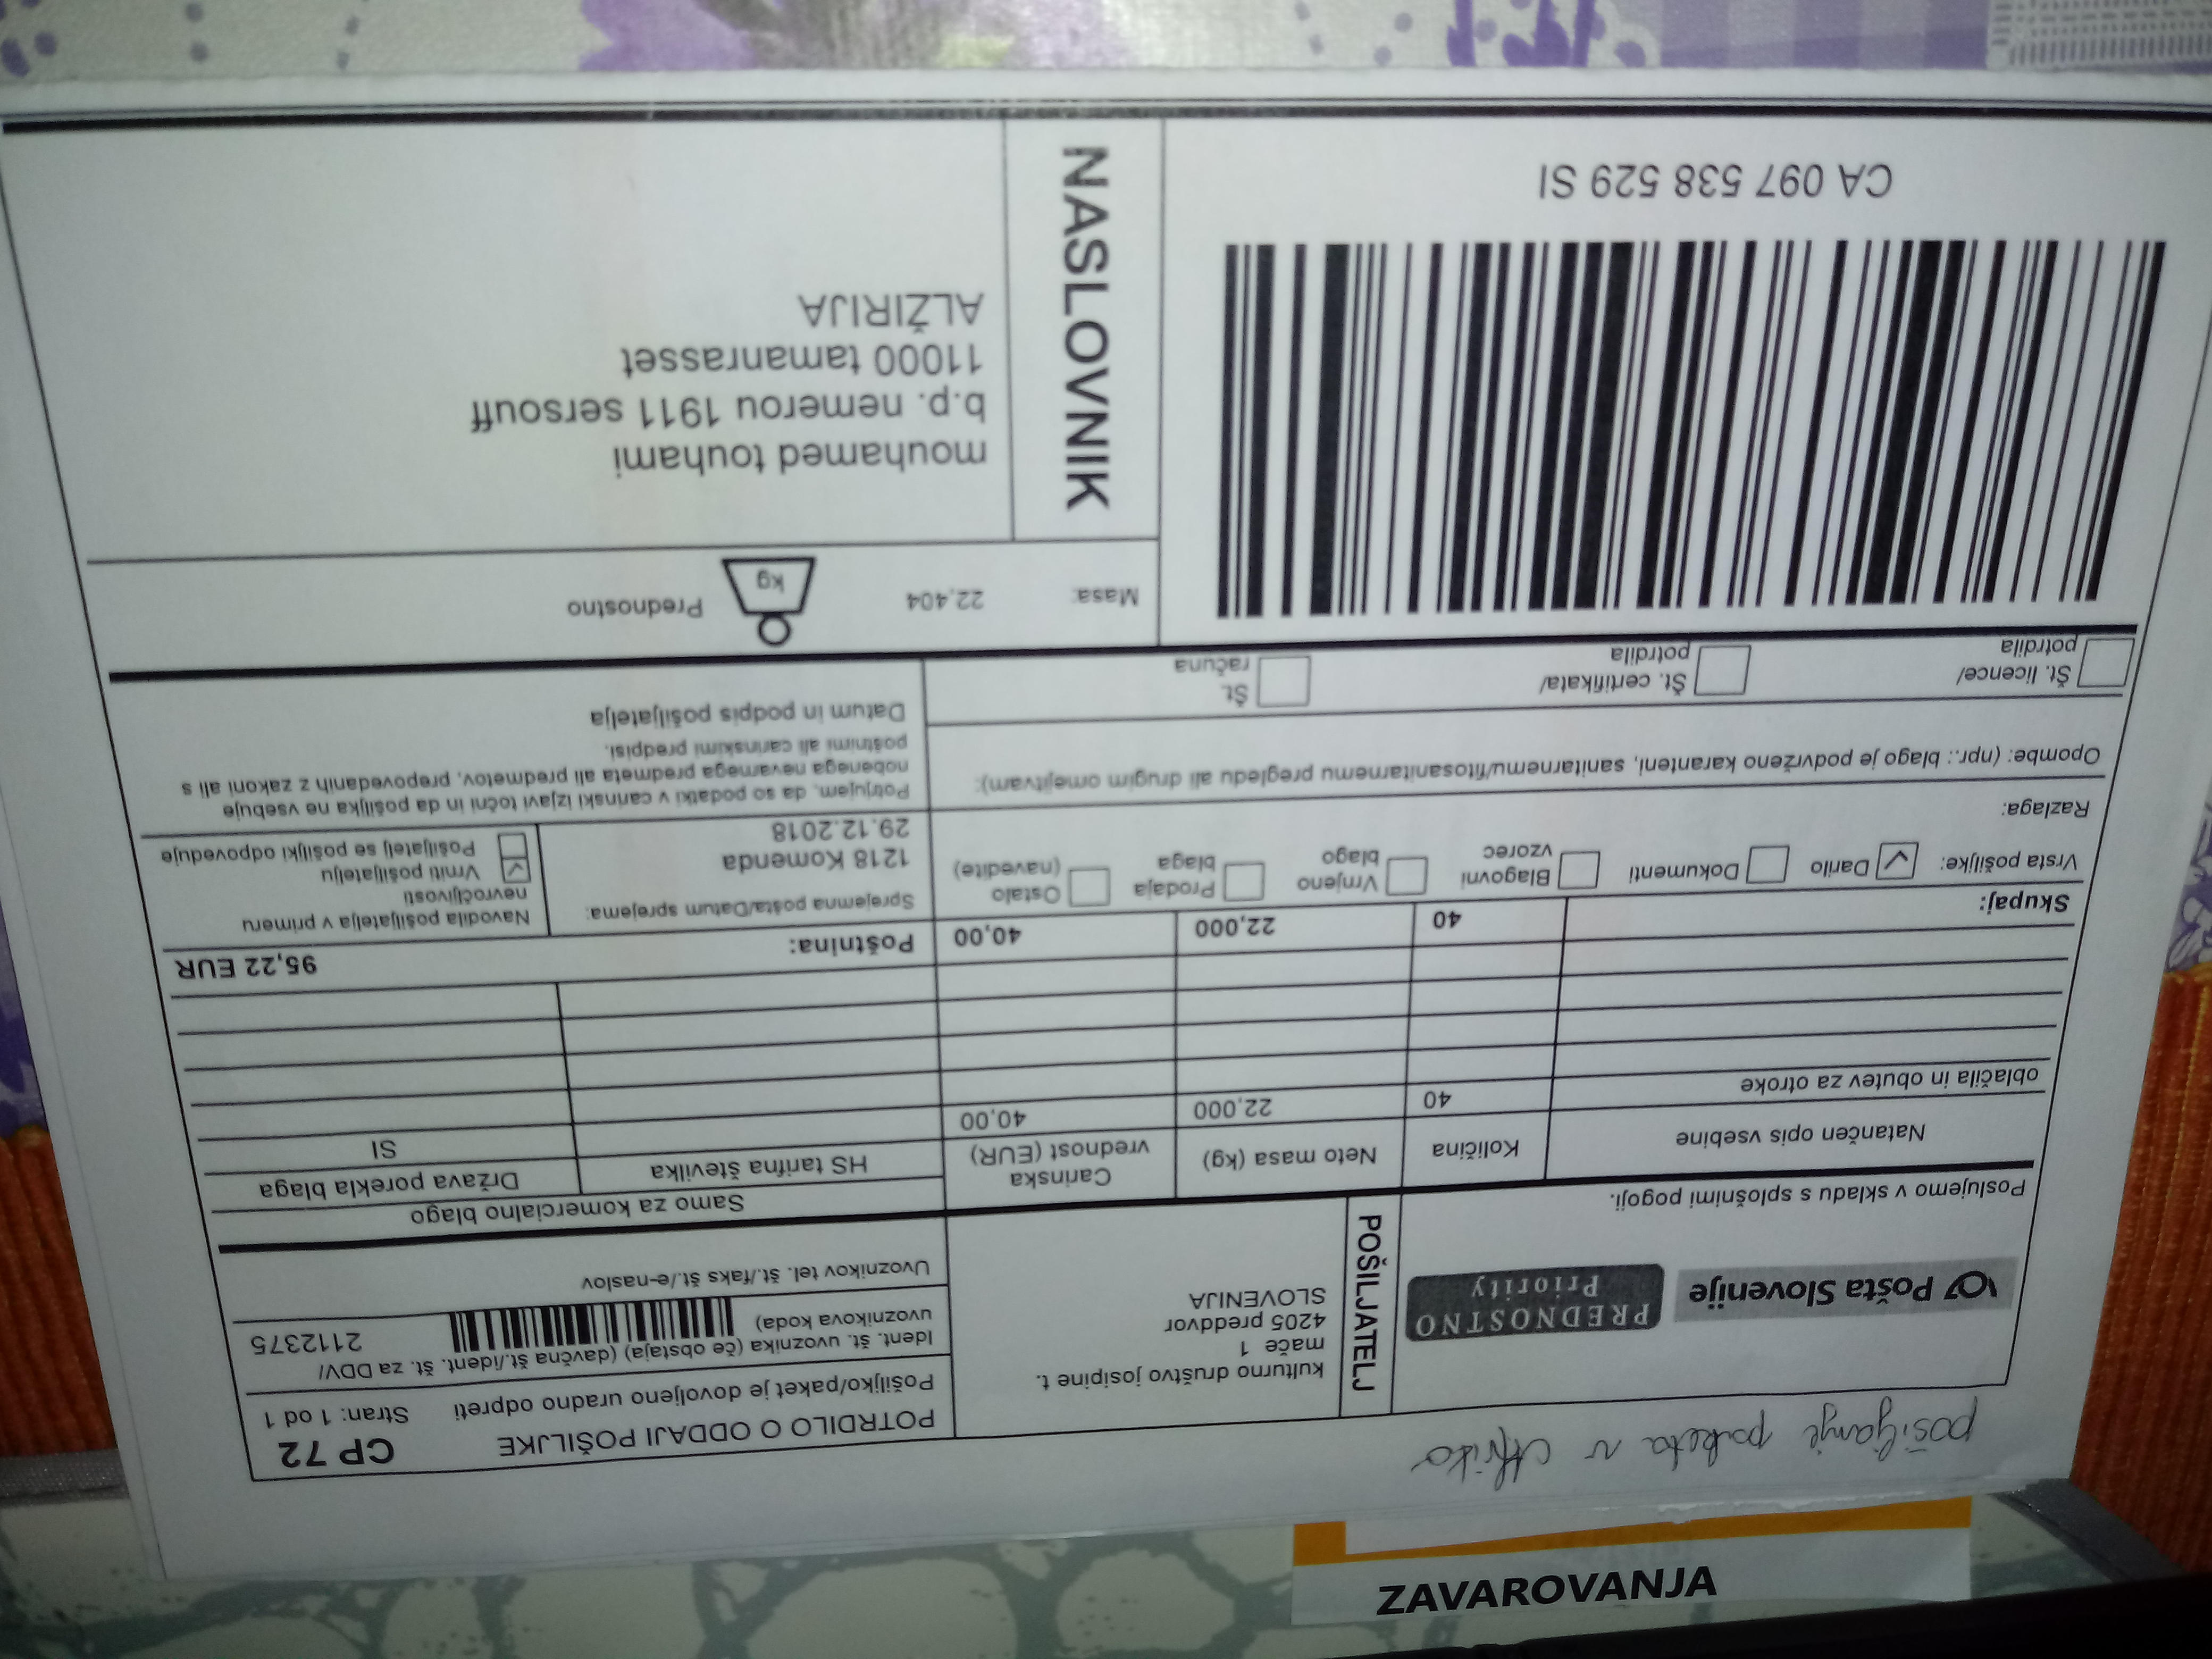 pošiljanje paketa v Afriko
Pošta Slovenije
PREDNOSTNO
Priority
Poslujemo v skladu s splošnimi pogoji.
POŠILJATELJ
kulturno društvo josipine t.
mače 1
4205 preddvor
SLOVENIJA
POTRDILO O ODDAJI POŠILJKE CP 72
Pošiljko/paket je dovoljeno uradno odpreti Stran: 1 od 1
Ident. št. uvoznika (če obstaja) (davčna št./ident. št. za DDV/
uvoznikova koda) 2112375
Uvoznikov tel. št./faks št./e-naslov
Natančen opis vsebine Količina Neto masa (kg) Carinska
vrednost (EUR)
Samo za komercialno blago
HS tarifna številka Država porekla blaga
oblačila in obutev za otroke 40 22,000 40,00 SI
Skupaj: 40 22,000 40,00 Poštnina: 95,22 EUR
Vrsta pošiljke: Darilo Dokumenti Blagovni
vzorec Vrnjeno
blago Prodaja
blaga Ostalo
(navedite)
Razlaga:
Sprejemna pošta/Datum sprejema:
1218 Komenda
29.12.2018
Navodila pošiljatelja v primeru
nevročljivosti
Vrniti pošiljatelju
Pošiljatelj se pošiljki odpoveduje
Opombe: (npr.: blago je podvrženo karanteni, sanitarnemu/fitosanitarnemu pregledu ali drugim omejitvam):
Potrjujem, da so podatki v carinski izjavi točni in da pošiljka ne vsebuje
nobenega nevarnega predmeta ali predmetov, prepovedanih z zakoni ali s
poštnimi ali carinskimi predpisi.
Datum in podpis pošiljatelja
Št. licence/
potrdila
Št. certifikata/
potrdila
Št.
računa
CA 097 538 529 SI
Masa: 22,404 kg Prednostno
NASLOVNIK
mouhamed touhami
b.p. nemerou 1911 sersouff
11000 tamanrasset
ALŽIRIJA
ZAVAROVANJA